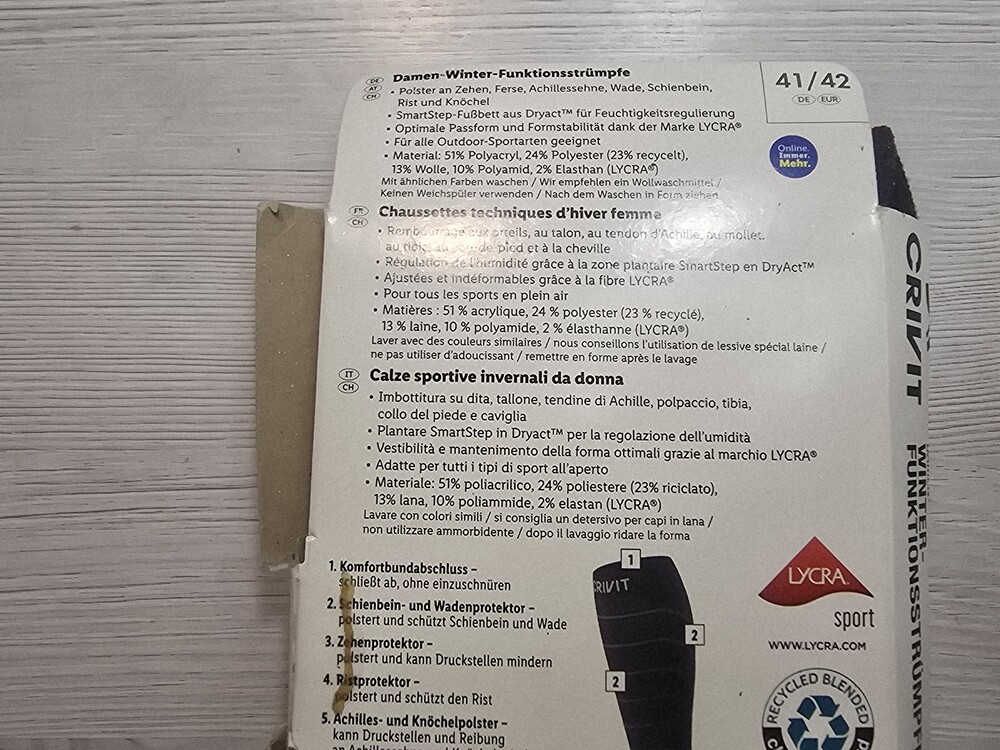 DE
AT
CH
Damen-Winter-Funktionsstrümpfe
• Polster an Zehen, Ferse, Achillessehne, Wade, Schienbein,
Rist und Knöchel
• SmartStep-Fußbett aus Dryact™ für Feuchtigkeitsregulierung
• Optimale Passform und Formstabilität dank der Marke LYCRA®
• Für alle Outdoor-Sportarten geeignet
• Material: 51% Polyacryl, 24% Polyester (23% recycelt),
13% Wolle, 10% Polyamid, 2% Elasthan (LYCRA®)
Mit ähnlichen Farben waschen / Wir empfehlen ein Wollwaschmittel /
Keinen Weichspüler verwenden / Nach dem Waschen in Form ziehen
41/42
DE EUR
Online.
Immer.
Mehr.
FR
CH
Chaussettes techniques d'hiver femme
• Rembourrage aux orteils, au talon, au tendon d'Achille, au mollet,
au tibia, au cou-de-pied et à la cheville
• Régulation de l'humidité grâce à la zone plantaire SmartStep en DryAct™
• Ajustées et indéformables grâce à la fibre LYCRA®
• Pour tous les sports en plein air
• Matières : 51 % acrylique, 24 % polyester (23 % recyclé),
13 % laine, 10 % polyamide, 2 % élasthanne (LYCRA®)
Laver avec des couleurs similaires / nous conseillons l'utilisation de lessive spécial laine /
ne pas utiliser d'adoucissant / remettre en forme après le lavage
IT
CH
Calze sportive invernali da donna
• Imbottitura su dita, tallone, tendine di Achille, polpaccio, tibia,
collo del piede e caviglia
• Plantare SmartStep in Dryact™ per la regolazione dell'umidità
• Vestibilità e mantenimento della forma ottimali grazie al marchio LYCRA®
• Adatte per tutti i tipi di sport all'aperto
• Materiale: 51% poliacrilico, 24% poliestere (23% riciclato),
13% lana, 10% poliammide, 2% elastan (LYCRA®)
Lavare con colori simili / si consiglia un detersivo per capi in lana /
non utilizzare ammorbidente / dopo il lavaggio ridare la forma
1. Komfortbundabschluss –
schließt ab, ohne einzuschnüren
2. Schienbein- und Wadenprotektor –
polstert und schützt Schienbein und Wade
3. Zehenprotektor –
polstert und kann Druckstellen mindern
4. Ristprotektor –
polstert und schützt den Rist
5. Achilles- und Knöchelpolster –
kann Druckstellen und Reibung
1
CRIVIT
2
2
LYCRA
sport
WWW.LYCRA.COM
RECYCLED BLENDED
CRIVIT
WINTER-
FUNKTIONSSTRÜMPF